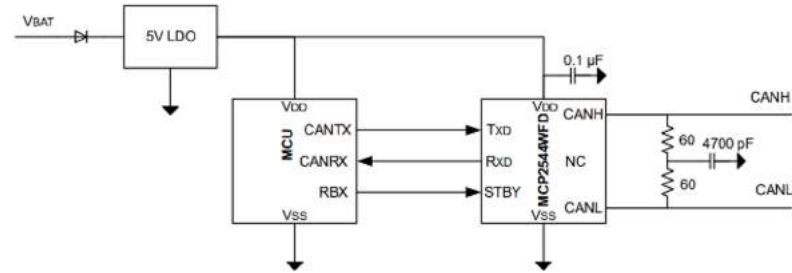 VBAT
5V LDO
0.1 µF
VDD
MCU
CANTX
CANRX
RBX
VSS
VDD
MCP2544WFD
TXD
RXD
STBY
NC
CANH
CANL
VSS
CANH
60
4700 pF
60
CANL